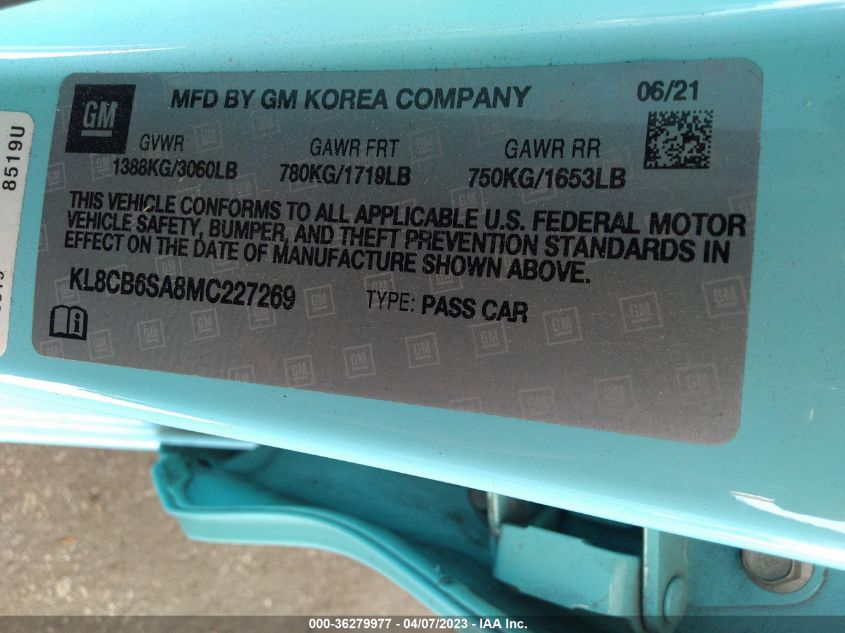 GM
MFD BY GM KOREA COMPANY
06/21
GVWR
GAWR FRT
GAWR RR
1388KG/3060LB
780KG/1719LB
750KG/1653LB
THIS VEHICLE CONFORMS TO ALL APPLICABLE U.S. FEDERAL MOTOR
VEHICLE SAFETY, BUMPER, AND THEFT PREVENTION STANDARDS IN
EFFECT ON THE DATE OF MANUFACTURE SHOWN ABOVE.
KL8CB6SA8MC227269
TYPE: PASS CAR
8519U
000-36279977 - 04/07/2023 - IAA Inc.